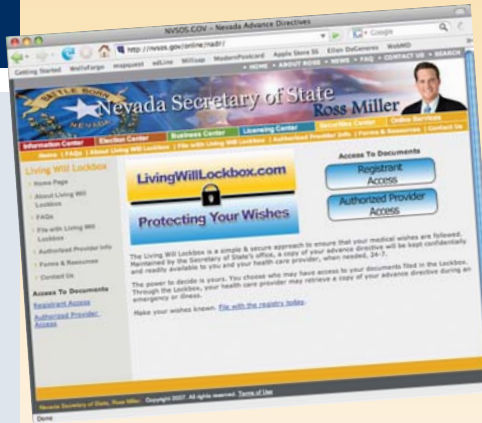 NVSOS.GOV – Nevada Advance Directives
http://nvsos.gov/online/nadr/
Google
Getting Started WellsFargo mapquest edLine Millsap ModernPostcard Apple Store SS Ellen DeGeneres WebMD
• HOME • ABOUT ROSS • NEWS • FAQ • CONTACT US • SEARCH
BATTLE BORN
NEVADA
Nevada Secretary of State
Ross Miller
Information Center Election Center Business Center Licensing Center Securities Center Online Services
Home | FAQs | About Living Will Lockbox | File with Living Will Lockbox | Authorized Provider Info | Forms & Resources | Contact Us
Living Will Lockbox
Home Page
About Living Will
Lockbox
FAQs
File with Living Will
Lockbox
Authorized Provider Info
Forms & Resources
Contact Us
Access To Documents
Registrant Access
Authorized Provider
Access
LivingWillLockbox.com
Protecting Your Wishes
Access To Documents
Registrant
Access
Authorized Provider
Access
The Living Will Lockbox is a simple & secure approach to ensure that your medical wishes are followed.
Maintained by the Secretary of State's office, a copy of your advance directive will be kept confidentially
and readily available to you and your health care provider, when needed, 24-7.
The power to decide is yours. You choose who may have access to your documents filed in the Lockbox.
Through the Lockbox, your health care provider may retrieve a copy of your advance directive during an
emergency or illness.
Make your wishes known. File with the registry today.
Nevada Secretary of State, Ross Miller Copyright 2007. All rights reserved. Terms of Use
Done